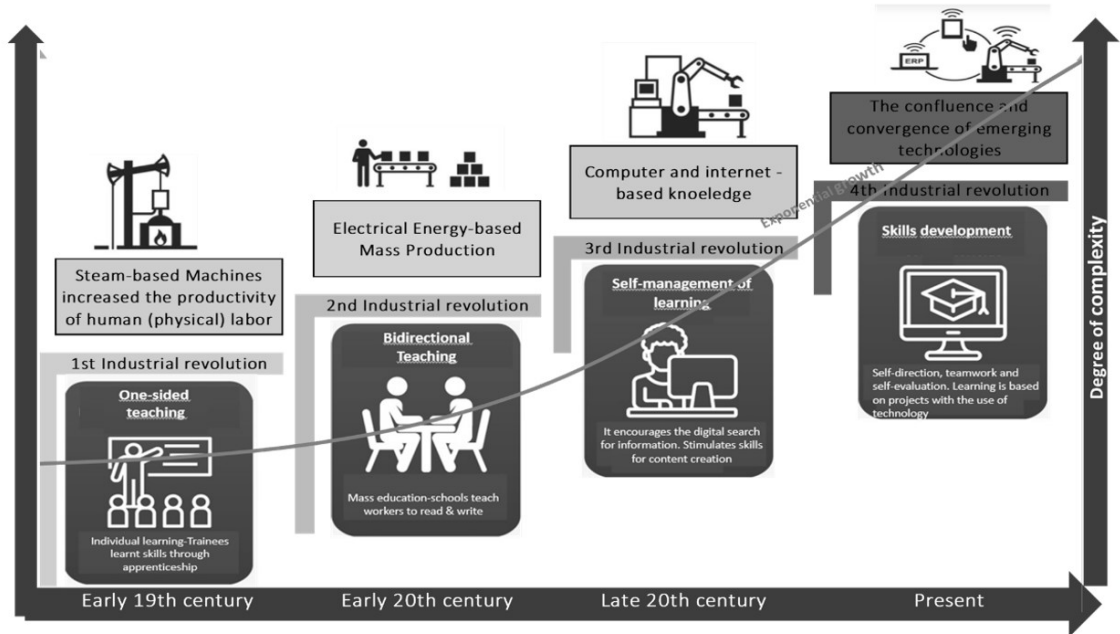 ERP
The confluence and
convergence of emerging
technologies
4th Industrial revolution
Skills development
Self-direction, teamwork and
self-evaluation. Learning is based
on projects with the use of
technology
Computer and internet -
based knoeledge
3rd Industrial revolution
Self-management of
learning
It encourages the digital search
for information. Stimulates skills
for content creation
Electrical Energy-based
Mass Production
2nd Industrial revolution
Bidirectional
Teaching
Mass education-schools teach
workers to read & write
Steam-based Machines
increased the productivity
of human (physical) labor
1st Industrial revolution
One-sided
teaching
Individual learning-Trainees
learnt skills through
apprenticeship
Exponential growth
Degree of complexity
Early 19th century
Early 20th century
Late 20th century
Present